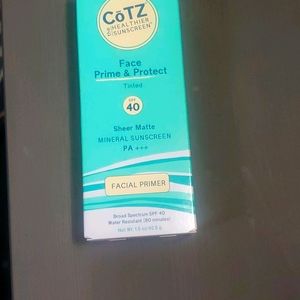 CōTZ
HEALTHIER
SUNSCREEN
Face
Prime & Protect
Tinted
SPF
40
Sheer Matte
MINERAL SUNSCREEN
PA +++
FACIAL PRIMER
Broad Spectrum SPF 40
Water Resistant (80 minutes)
Net Wt. 1.5 oz/42.5 g